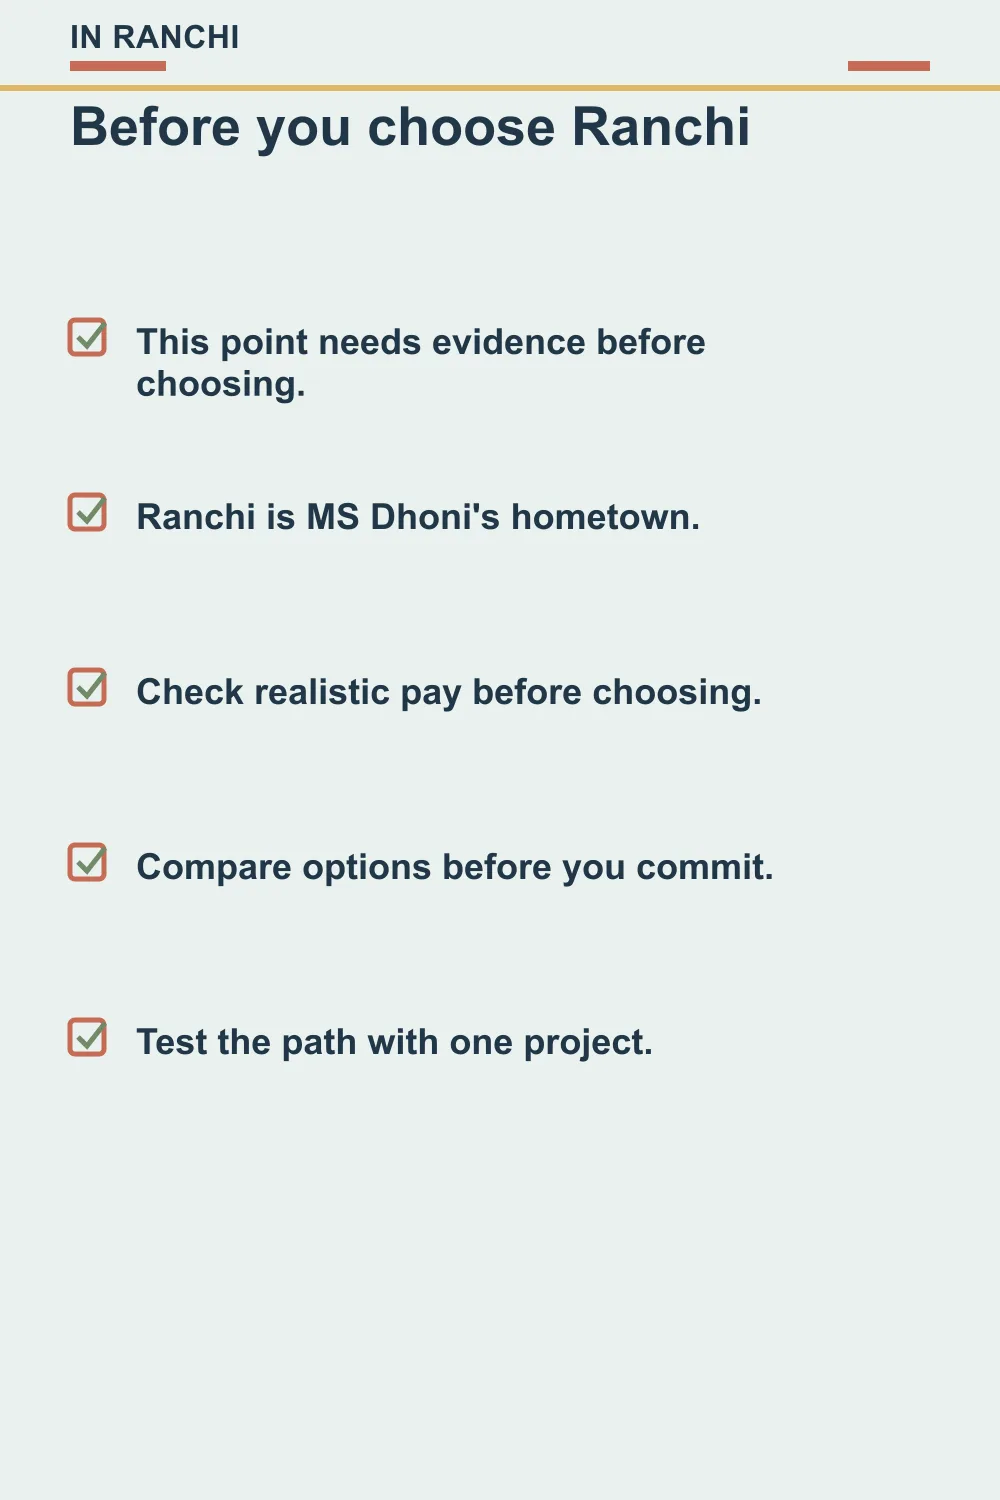 IN RANCHI
Before you choose Ranchi
This point needs evidence before
choosing.
Ranchi is MS Dhoni's hometown.
Check realistic pay before choosing.
Compare options before you commit.
Test the path with one project.